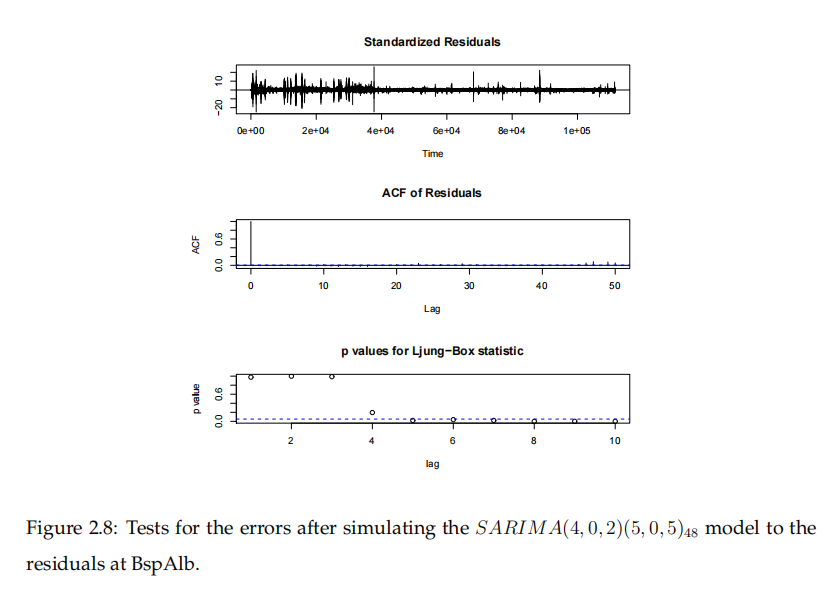 Standardized Residuals
10
−20
0e+00 2e+04 4e+04 6e+04 8e+04 1e+05
Time
ACF of Residuals
ACF
0.6
0.0
0 10 20 30 40 50
Lag
p values for Ljung−Box statistic
p value
0.6
0.0
2 4 6 8 10
lag
Figure 2.8: Tests for the errors after simulating the SARIMA(4, 0, 2)(5, 0, 5)₄₈ model to the
residuals at BspAlb.